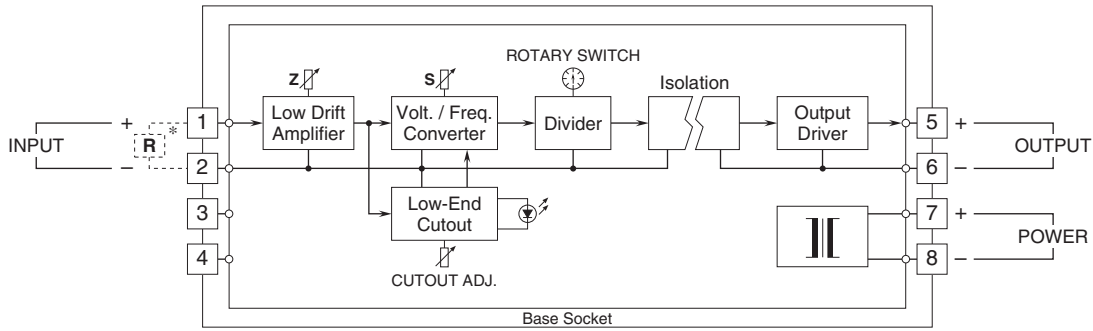 ROTARY SWITCH
Z
S
Isolation
INPUT
+
*
R
–
1
2
3
4
Low Drift
Amplifier
Volt. / Freq.
Converter
Divider
Output
Driver
Low-End
Cutout
CUTOUT ADJ.
5
6
7
8
+
–
OUTPUT
+
–
POWER
Base Socket